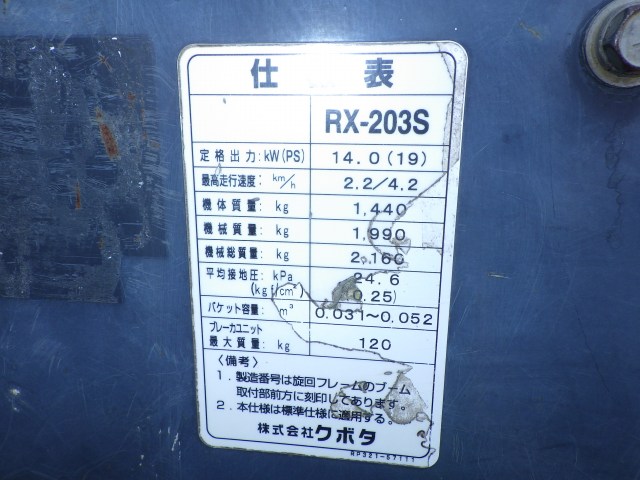 仕 表
RX-203S
定格出力:kW(PS) 14.0(19)
最高走行速度: km/h 2.2/4.2
機体質量: kg 1,440
機械質量: kg 1,990
機械総質量: kg 2,160
平均接地圧: kPa 24.6
(kgf/cm²) (0.25)
バケット容量: m³ 0.031~0.052
ブレーカユニット
最大質量: kg 120
〈備考〉
1.製造番号は旋回フレームのブーム
取付部前方に刻印してあります。
2.本仕様は標準仕様に適用する。
株式会社クボタ
RP321-57111